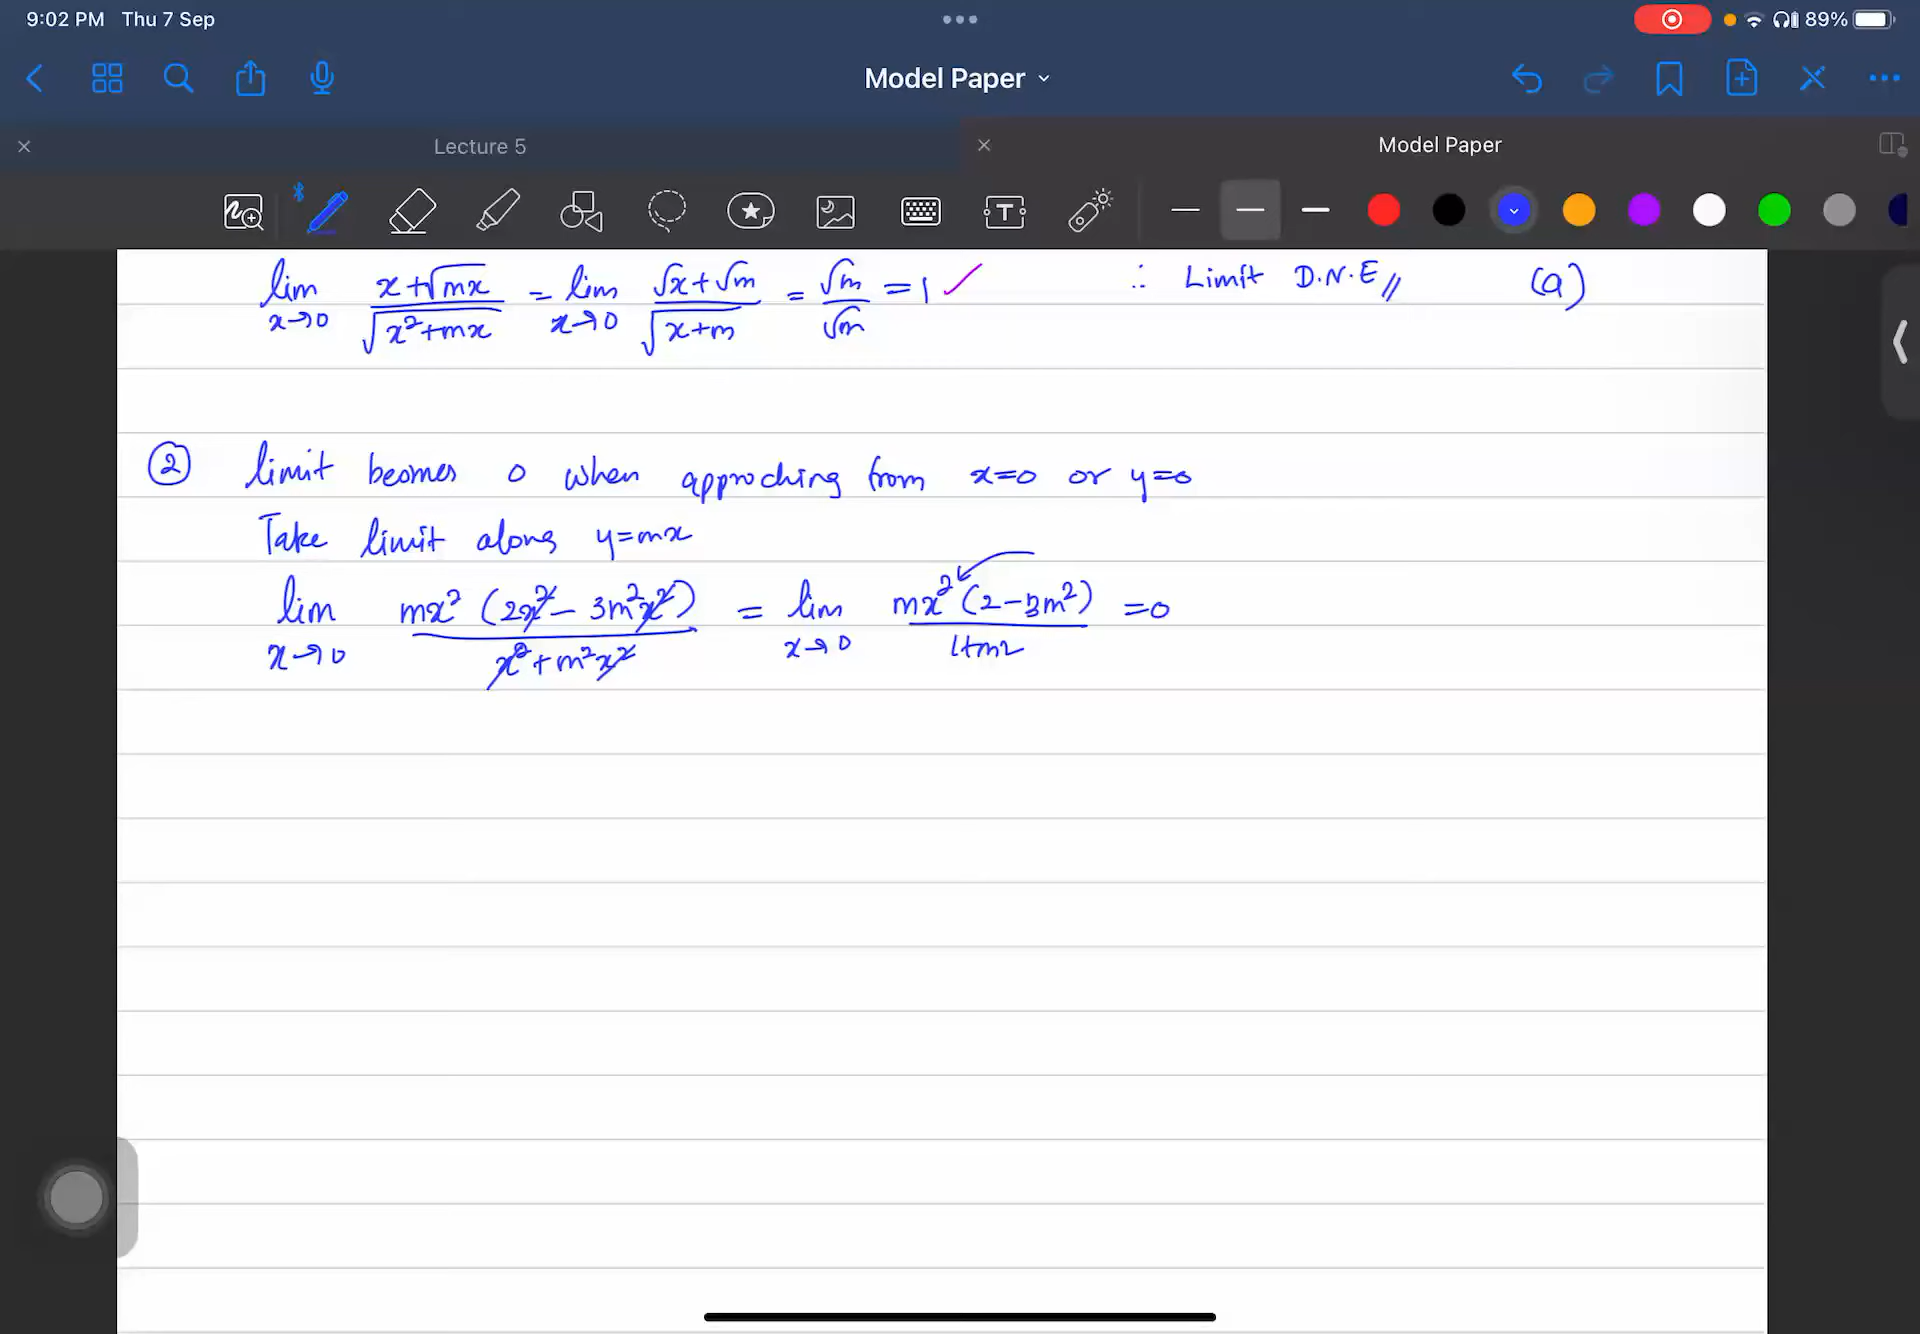 9:02 PM Thu 7 Sep
89%
Model Paper
Lecture 5
Model Paper
lim x→0 x+√mx / √x²+mx = lim x→0 √x+√m / √x+m = √m / √m = 1 ✓ ∴ Limit D.N.E // (a)
② limit beomes 0 when approching from x=0 or y=0
Take limit along y=mx
lim x→0 mx² (2x² - 3m²x²) / x²+m²x² = lim x→0 mx² (2-3m²) / 1+m² = 0